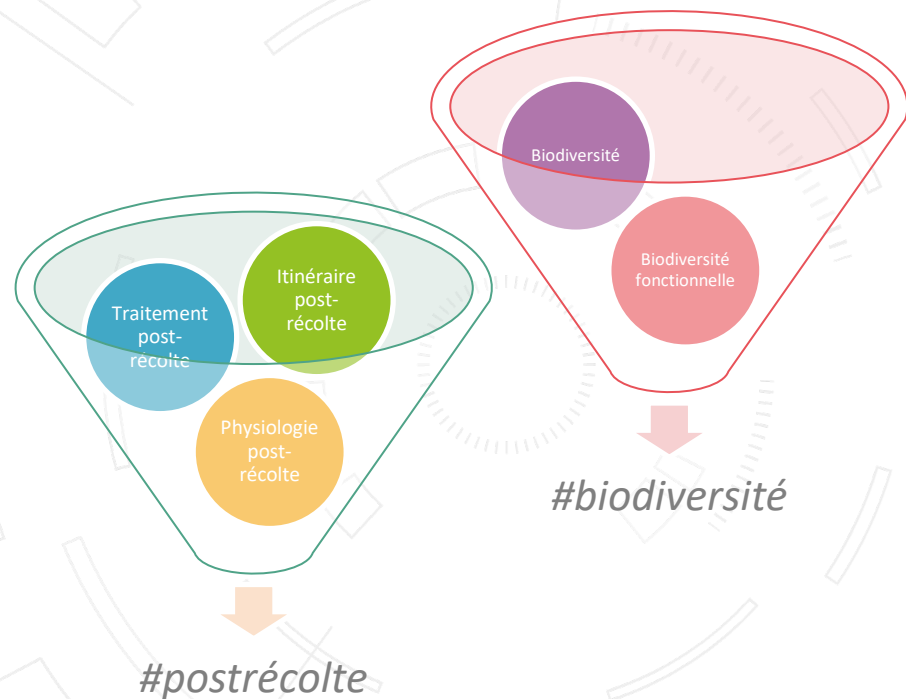 Traitement
post-
récolte
Itinéraire
post-
récolte
Physiologie
post-
récolte
#postrécolte
Biodiversité
Biodiversité
fonctionnelle
#biodiversité